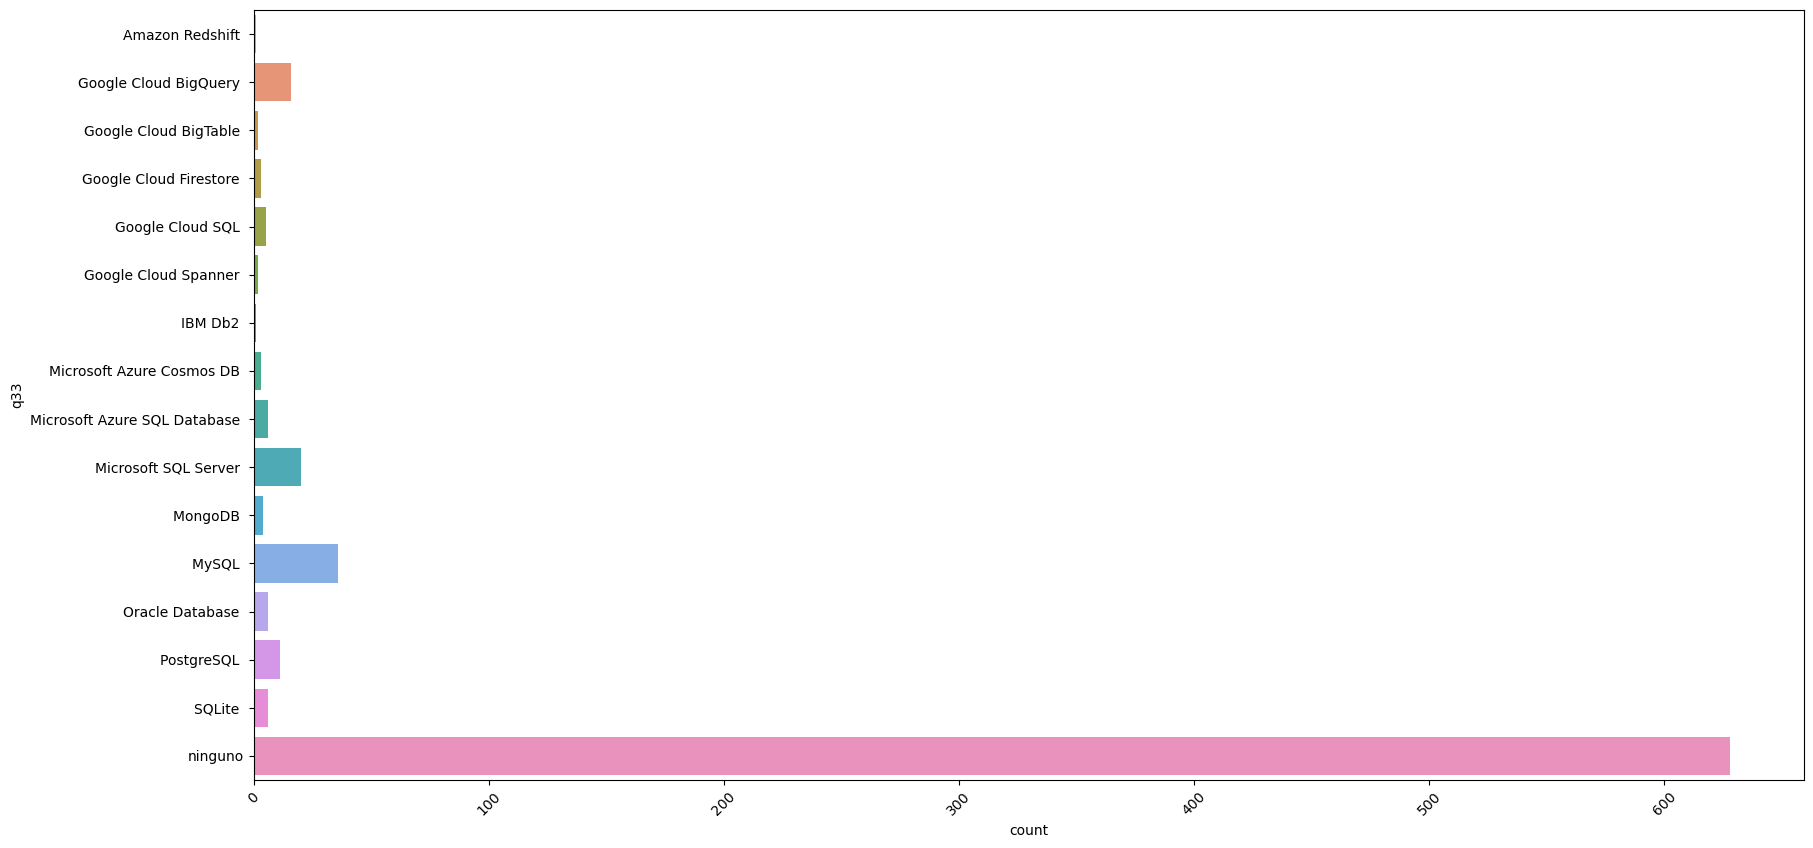 Amazon Redshift
Google Cloud BigQuery
Google Cloud BigTable
Google Cloud Firestore
Google Cloud SQL
Google Cloud Spanner
IBM Db2
Microsoft Azure Cosmos DB
Microsoft Azure SQL Database
Microsoft SQL Server
MongoDB
MySQL
Oracle Database
PostgreSQL
SQLite
ninguno
q33
0
100
200
300
400
500
600
count